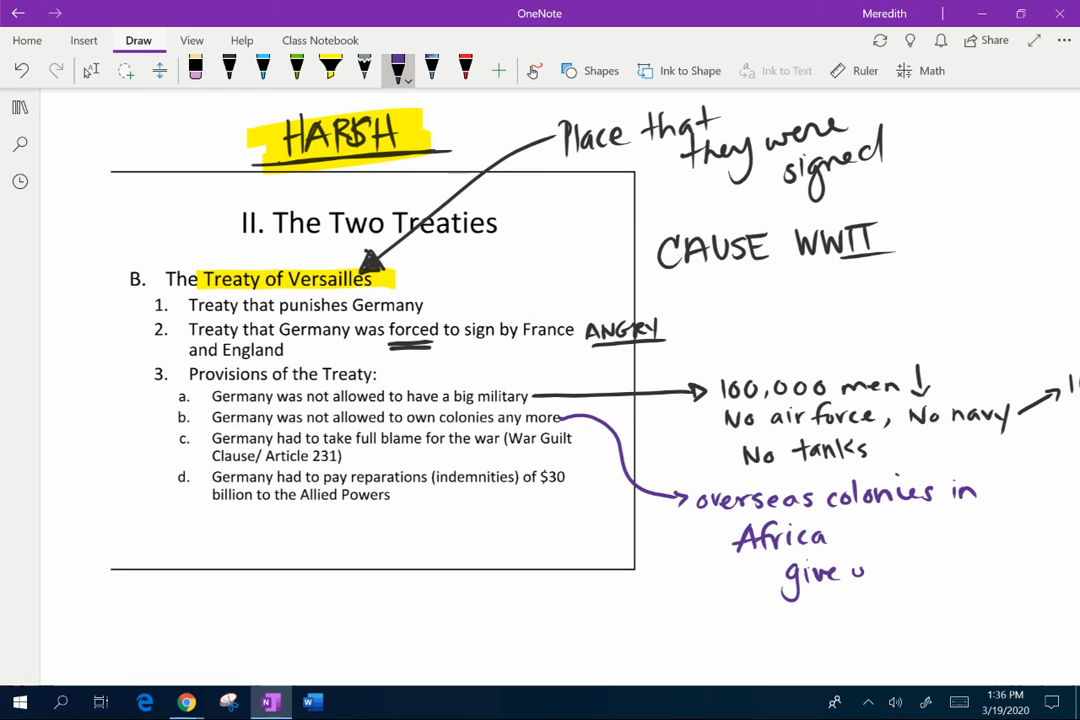 OneNote
Meredith
Home Insert Draw View Help Class Notebook
Share
Shapes Ink to Shape Ink to Text Ruler Math
HARSH
Place that
they were
signed
II. The Two Treaties
CAUSE WWII
B. The Treaty of Versailles
1. Treaty that punishes Germany
2. Treaty that Germany was forced to sign by France
and England
ANGRY
3. Provisions of the Treaty:
a. Germany was not allowed to have a big military
b. Germany was not allowed to own colonies any more
c. Germany had to take full blame for the war (War Guilt
Clause/ Article 231)
d. Germany had to pay reparations (indemnities) of $30
billion to the Allied Powers
100,000 men
No air force, No navy
No tanks
overseas colonies in
Africa
give u
1:36 PM
3/19/2020